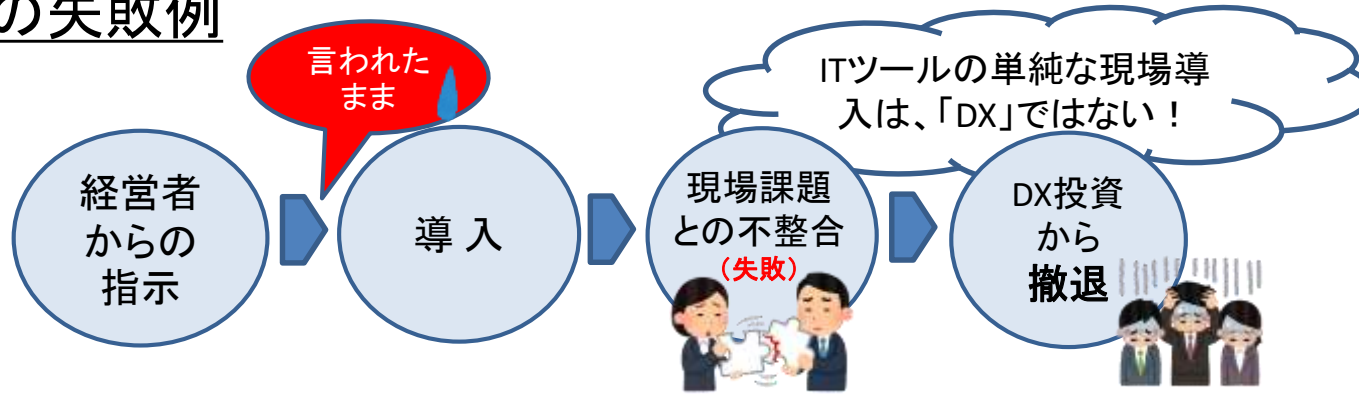 の失敗例
言われた
まま
ITツールの単純な現場導
入は、「DX」ではない！
経営者
からの
指示
導 入
現場課題
との不整合
（失敗）
DX投資
から
撤退